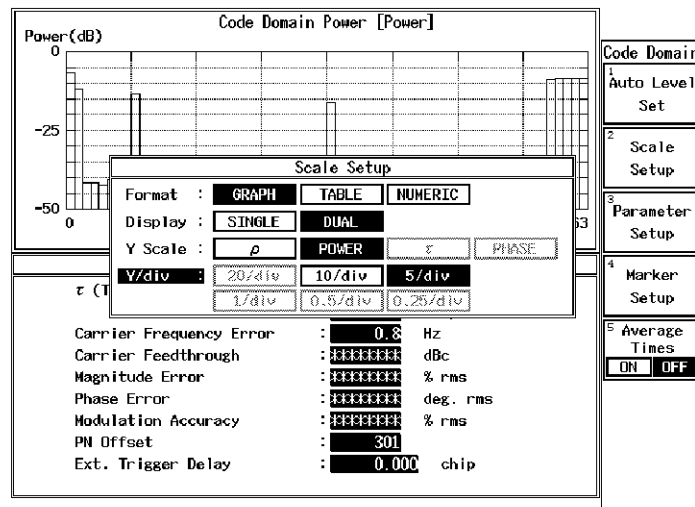 Code Domain Power [Power]
Power(dB)
0
-25
-50
0
63
Scale Setup
Format : GRAPH TABLE NUMERIC
Display : SINGLE DUAL
Y Scale : ρ POWER τ PHASE
Y/div : 20/div 10/div 5/div
1/div 0.5/div 0.25/div
τ (T
Carrier Frequency Error : 0.8 Hz
Carrier Feedthrough : ******** dBc
Magnitude Error : ******** % rms
Phase Error : ******** deg. rms
Modulation Accuracy : ******** % rms
PN Offset : 301
Ext. Trigger Delay : 0.000 chip
Code Domain
1
Auto Level
Set
2
Scale
Setup
3
Parameter
Setup
4
Marker
Setup
5 Average
Times
ON OFF